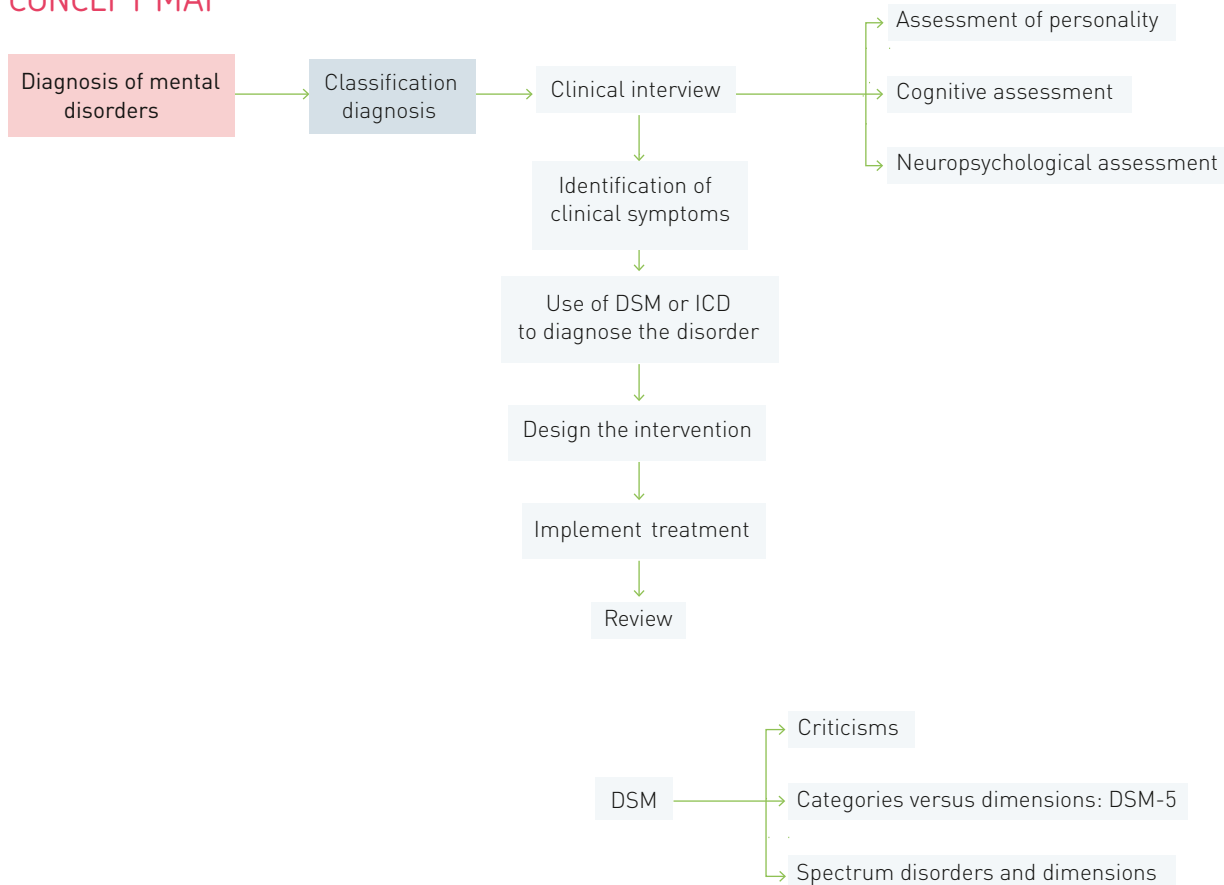 CONCEPT MAP
Diagnosis of mental
disorders
Classification
diagnosis
Clinical interview
Assessment of personality
Cognitive assessment
Neuropsychological assessment
Identification of
clinical symptoms
Use of DSM or ICD
to diagnose the disorder
Design the intervention
Implement treatment
Review
DSM
Criticisms
Categories versus dimensions: DSM-5
Spectrum disorders and dimensions